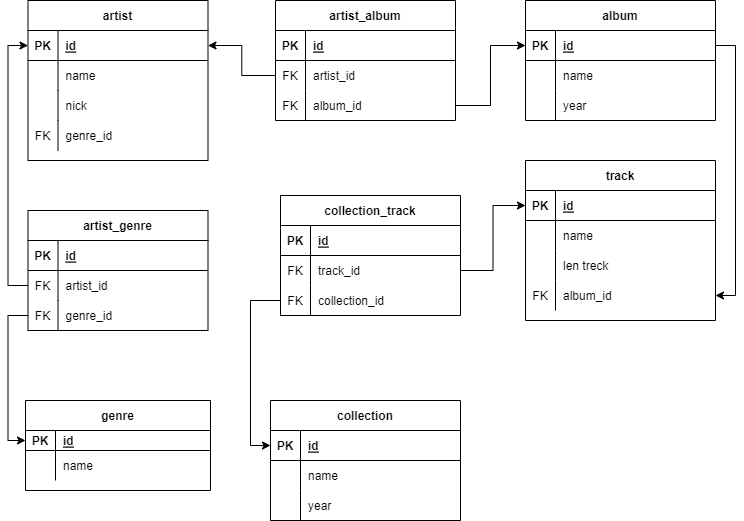 artist
PK id
name
nick
FK genre_id
artist_album
PK id
FK artist_id
FK album_id
album
PK id
name
year
artist_genre
PK id
FK artist_id
FK genre_id
collection_track
PK id
FK track_id
FK collection_id
track
PK id
name
len treck
FK album_id
genre
PK id
name
collection
PK id
name
year